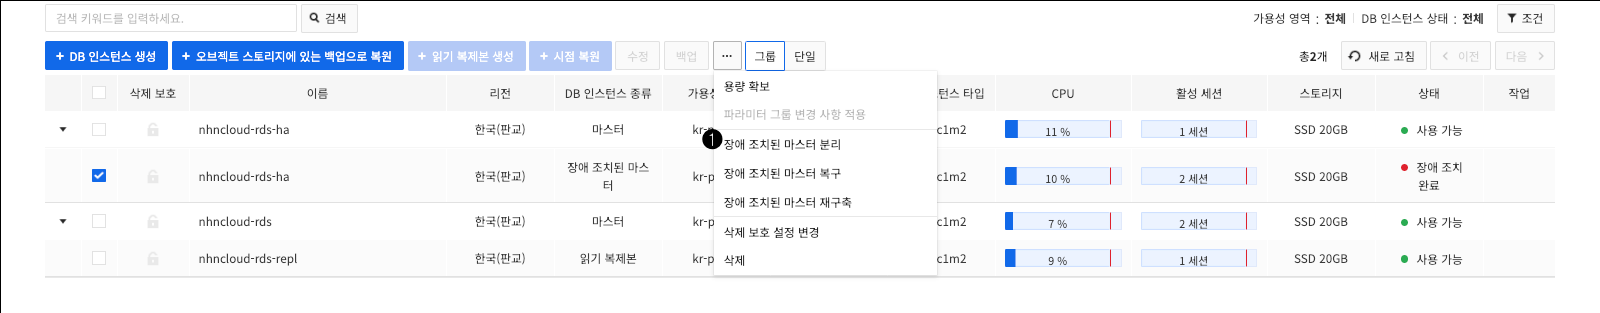 검색 키워드를 입력하세요. 검색 가용성 영역 : 전체 DB 인스턴스 상태 : 전체 조건
+ DB 인스턴스 생성 + 오브젝트 스토리지에 있는 백업으로 복원 + 읽기 복제본 생성 + 시점 복원 수정 백업 ··· 그룹 단일 총2개 새로 고침 < 이전 다음 >
삭제 보호 이름 리전 DB 인스턴스 종류 가용성 스턴스 타입 CPU 활성 세션 스토리지 상태 작업
nhncloud-rds-ha 한국(판교) 마스터 kr-p c1m2 11 % 1 세션 SSD 20GB 사용 가능
nhncloud-rds-ha 한국(판교) 장애 조치된 마스
터 kr-p c1m2 10 % 2 세션 SSD 20GB 장애 조치
완료
nhncloud-rds 한국(판교) 마스터 kr-p c1m2 7 % 2 세션 SSD 20GB 사용 가능
nhncloud-rds-repl 한국(판교) 읽기 복제본 kr-p c1m2 9 % 1 세션 SSD 20GB 사용 가능
용량 확보
파라미터 그룹 변경 사항 적용
1 장애 조치된 마스터 분리
장애 조치된 마스터 복구
장애 조치된 마스터 재구축
삭제 보호 설정 변경
삭제